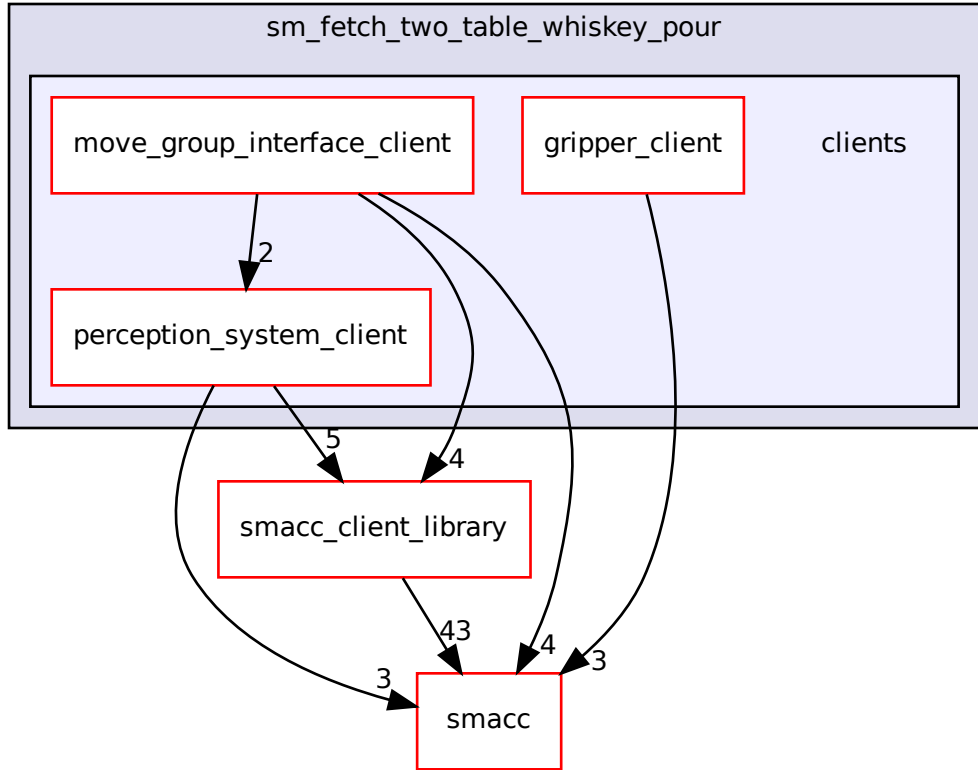 sm_fetch_two_table_whiskey_pour
move_group_interface_client
gripper_client
clients
2
perception_system_client
5
4
smacc_client_library
43
4
3
3
smacc